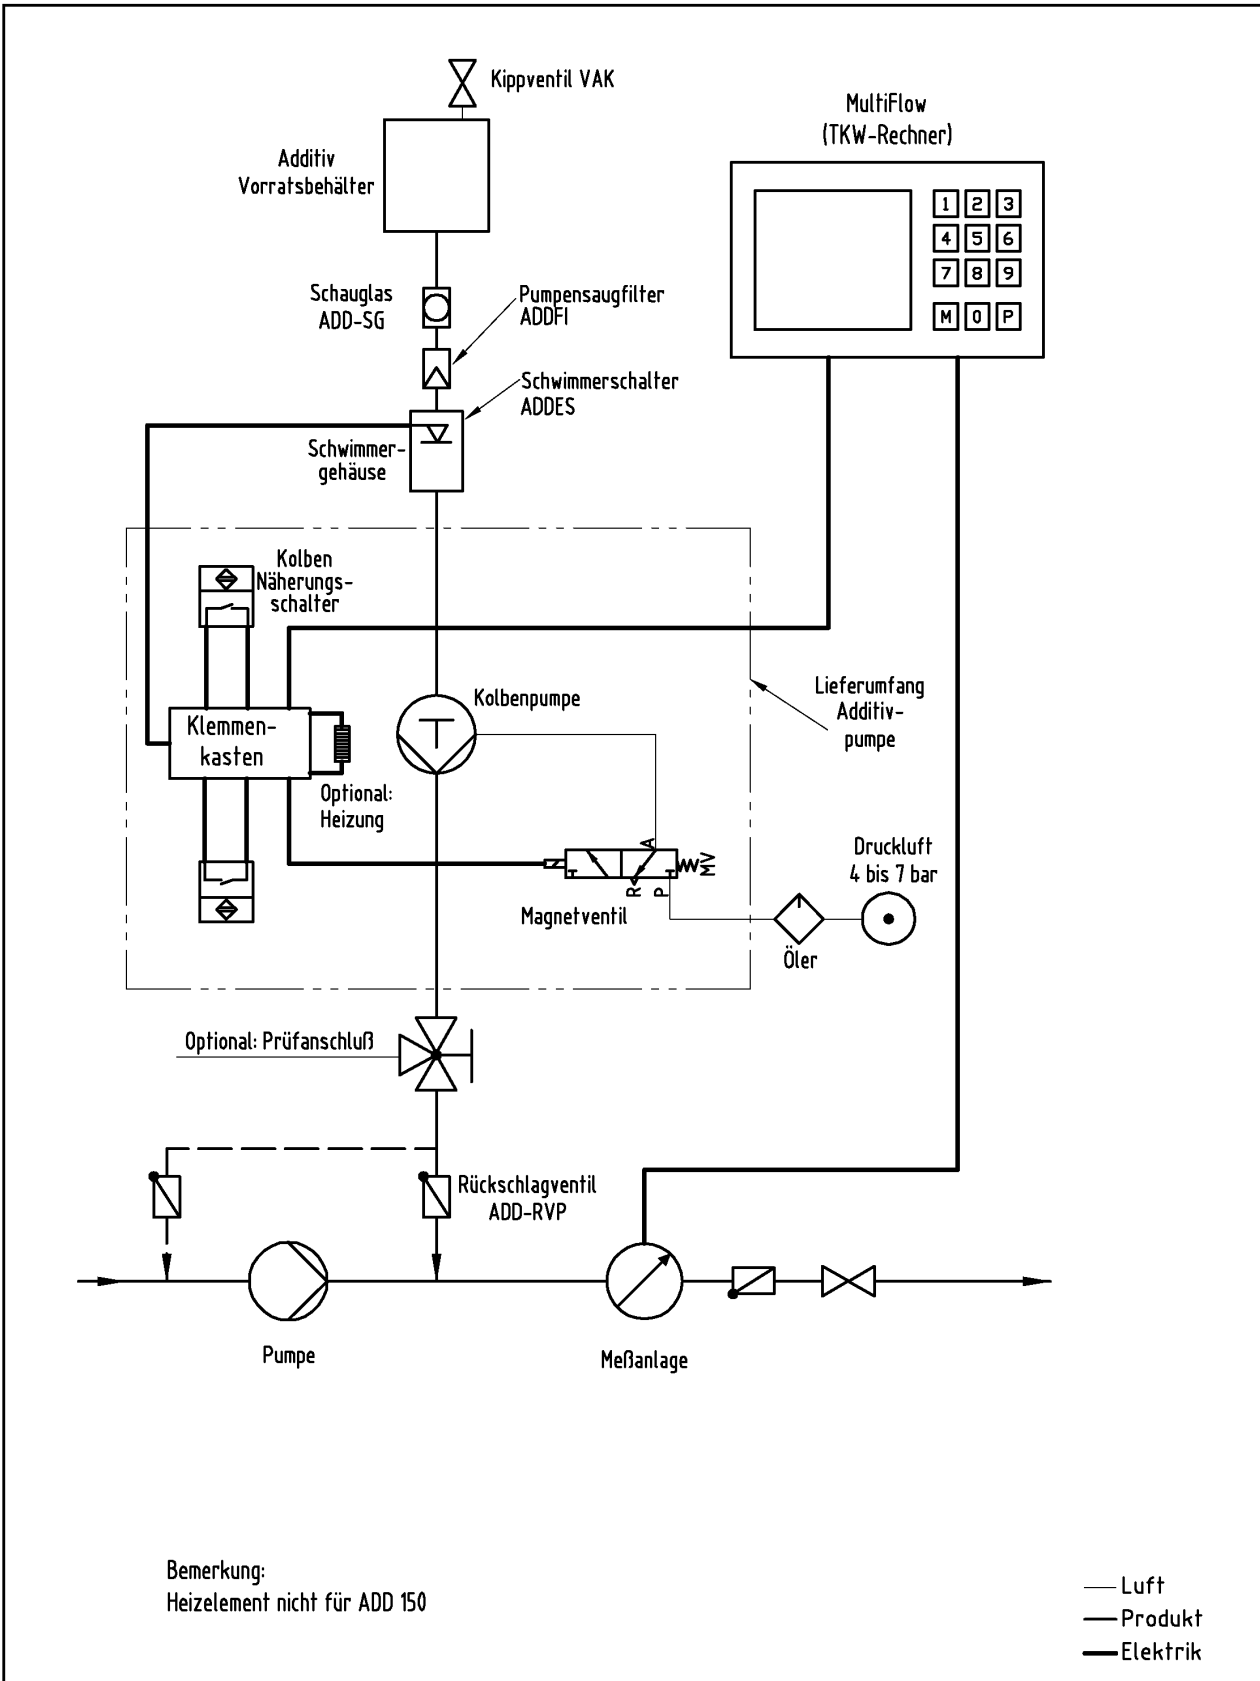 Kippventil VAK
MultiFlow
(TKW-Rechner)
Additiv
Vorratsbehälter
1 2 3
4 5 6
7 8 9
M 0 P
Schauglas
ADD-SG
Pumpensaugfilter
ADDFI
Schwimmerschalter
ADDES
Schwimmer-
gehäuse
Kolben
Näherungs-
schalter
Kolbenpumpe
Lieferumfang
Additiv-
pumpe
Klemmen-
kasten
Optional:
Heizung
A
MV
R
P
Magnetventil
Druckluft
4 bis 7 bar
Öler
Optional: Prüfanschluß
Rückschlagventil
ADD-RVP
Pumpe
Meßanlage
Bemerkung:
Heizelement nicht für ADD 150
Luft
Produkt
Elektrik